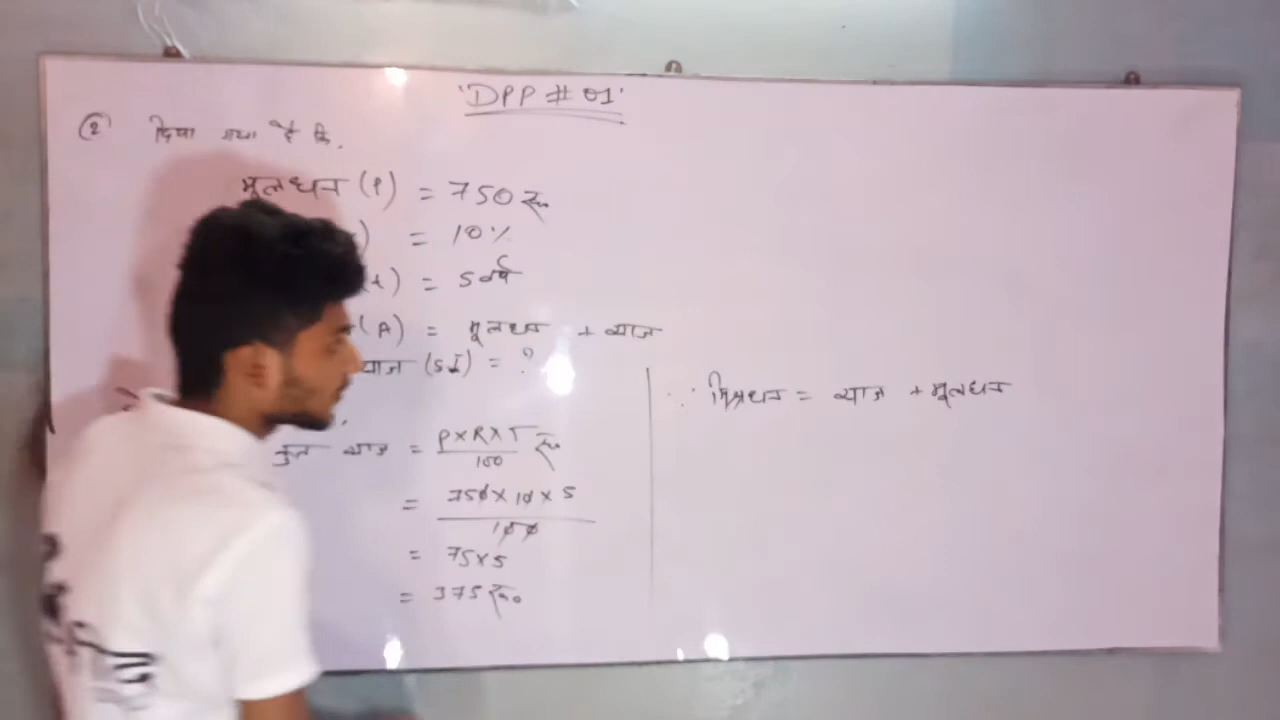 'DPP # 01'
② दिया गया है कि,
मूलधन (P) = 750 रू०
) = 10%
(t) = 5 वर्ष
(A) = मूलधन + ब्याज
याज (SI) = ?
कुल ब्याज = P×R×T/100 रू०
= 750×10×5/100
= 75×5
= 375 रू०
∵ मिश्रधन = ब्याज + मूलधन